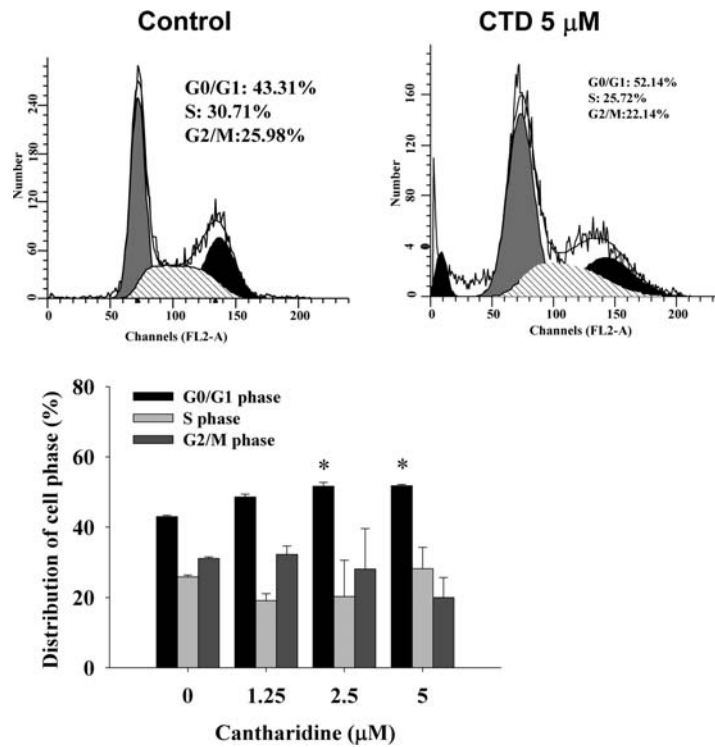 Control
G0/G1: 43.31%
S: 30.71%
G2/M:25.98%
Number
240
180
120
60
0
0 50 100 150 200
Channels (FL2-A)
CTD 5 μM
G0/G1: 52.14%
S: 25.72%
G2/M:22.14%
Number
160
120
80
4
0
0 50 100 150 200
Channels (FL2-A)
Distribution of cell phase (%)
80
60
40
20
0
G0/G1 phase
S phase
G2/M phase
* *
0 1.25 2.5 5
Cantharidine (μM)